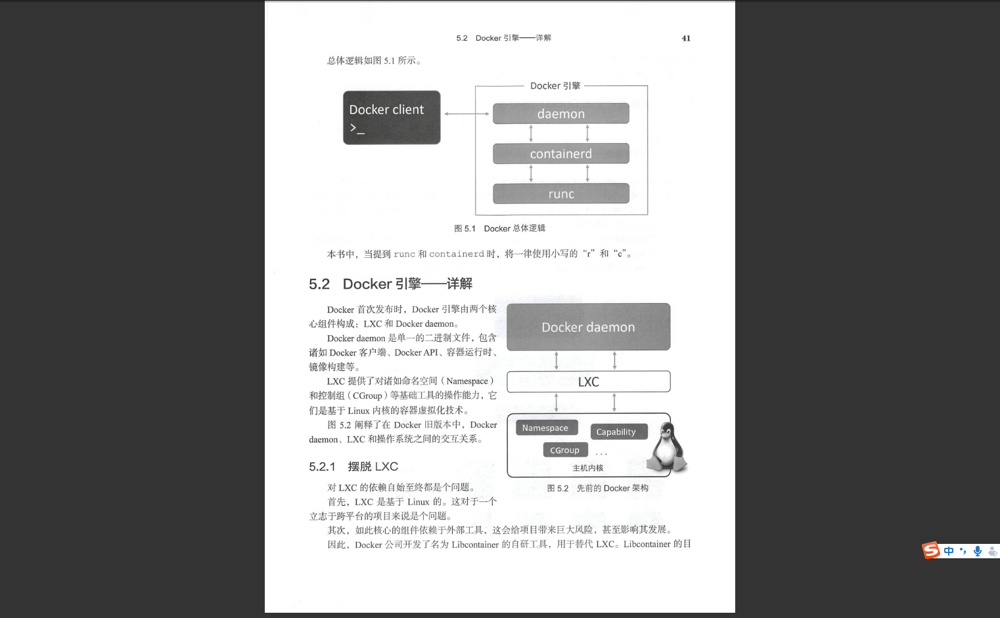 5.2 Docker 引擎——详解 41
总体逻辑如图 5.1 所示。
Docker 引擎
Docker client
>_
daemon
containerd
runc
图 5.1 Docker 总体逻辑
本书中，当提到 runc 和 containerd 时，将一律使用小写的“r”和“c”。
5.2 Docker 引擎——详解
Docker 首次发布时，Docker 引擎由两个核
心组件构成：LXC 和 Docker daemon。
Docker daemon 是单一的二进制文件，包含
诸如 Docker 客户端、Docker API、容器运行时、
镜像构建等。
LXC 提供了对诸如命名空间（Namespace）
和控制组（CGroup）等基础工具的操作能力，它
们是基于 Linux 内核的容器虚拟化技术。
图 5.2 阐释了在 Docker 旧版本中，Docker
daemon、LXC 和操作系统之间的交互关系。
Docker daemon
LXC
Namespace
Capability
CGroup
...
主机内核
图 5.2 先前的 Docker 架构
5.2.1 摆脱 LXC
对 LXC 的依赖自始至终都是个问题。
首先，LXC 是基于 Linux 的。这对于一个
立志于跨平台的项目来说是个问题。
其次，如此核心的组件依赖于外部工具，这会给项目带来巨大风险，甚至影响其发展。
因此，Docker 公司开发了名为 Libcontainer 的自研工具，用于替代 LXC。Libcontainer 的目
S 中